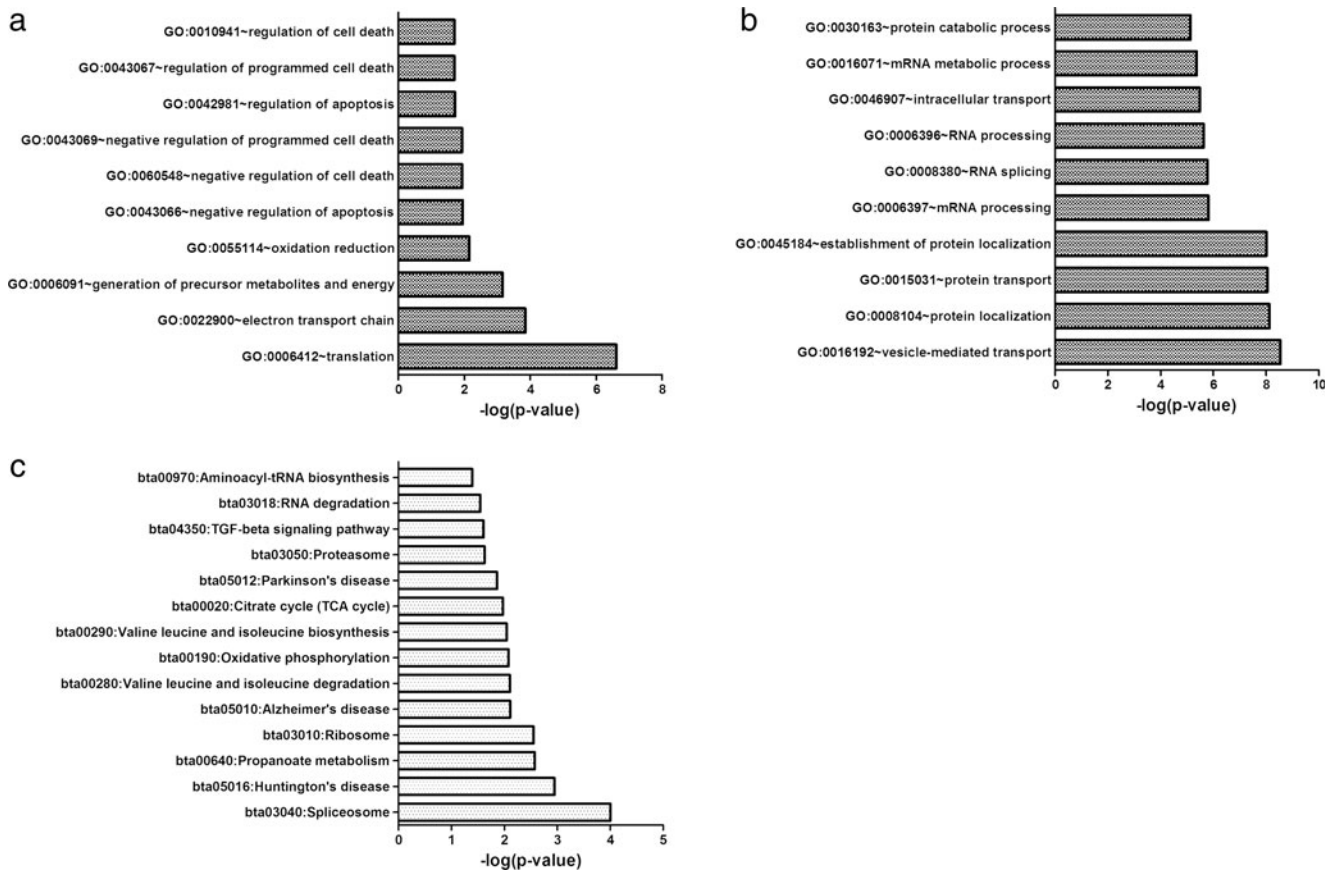 a
GO:0010941~regulation of cell death
GO:0043067~regulation of programmed cell death
GO:0042981~regulation of apoptosis
GO:0043069~negative regulation of programmed cell death
GO:0060548~negative regulation of cell death
GO:0043066~negative regulation of apoptosis
GO:0055114~oxidation reduction
GO:0006091~generation of precursor metabolites and energy
GO:0022900~electron transport chain
GO:0006412~translation
0 2 4 6 8
-log(p-value)
b
GO:0030163~protein catabolic process
GO:0016071~mRNA metabolic process
GO:0046907~intracellular transport
GO:0006396~RNA processing
GO:0008380~RNA splicing
GO:0006397~mRNA processing
GO:0045184~establishment of protein localization
GO:0015031~protein transport
GO:0008104~protein localization
GO:0016192~vesicle-mediated transport
0 2 4 6 8 10
-log(p-value)
c
bta00970:Aminoacyl-tRNA biosynthesis
bta03018:RNA degradation
bta04350:TGF-beta signaling pathway
bta03050:Proteasome
bta05012:Parkinson's disease
bta00020:Citrate cycle (TCA cycle)
bta00290:Valine leucine and isoleucine biosynthesis
bta00190:Oxidative phosphorylation
bta00280:Valine leucine and isoleucine degradation
bta05010:Alzheimer's disease
bta03010:Ribosome
bta00640:Propanoate metabolism
bta05016:Huntington's disease
bta03040:Spliceosome
0 1 2 3 4 5
-log(p-value)